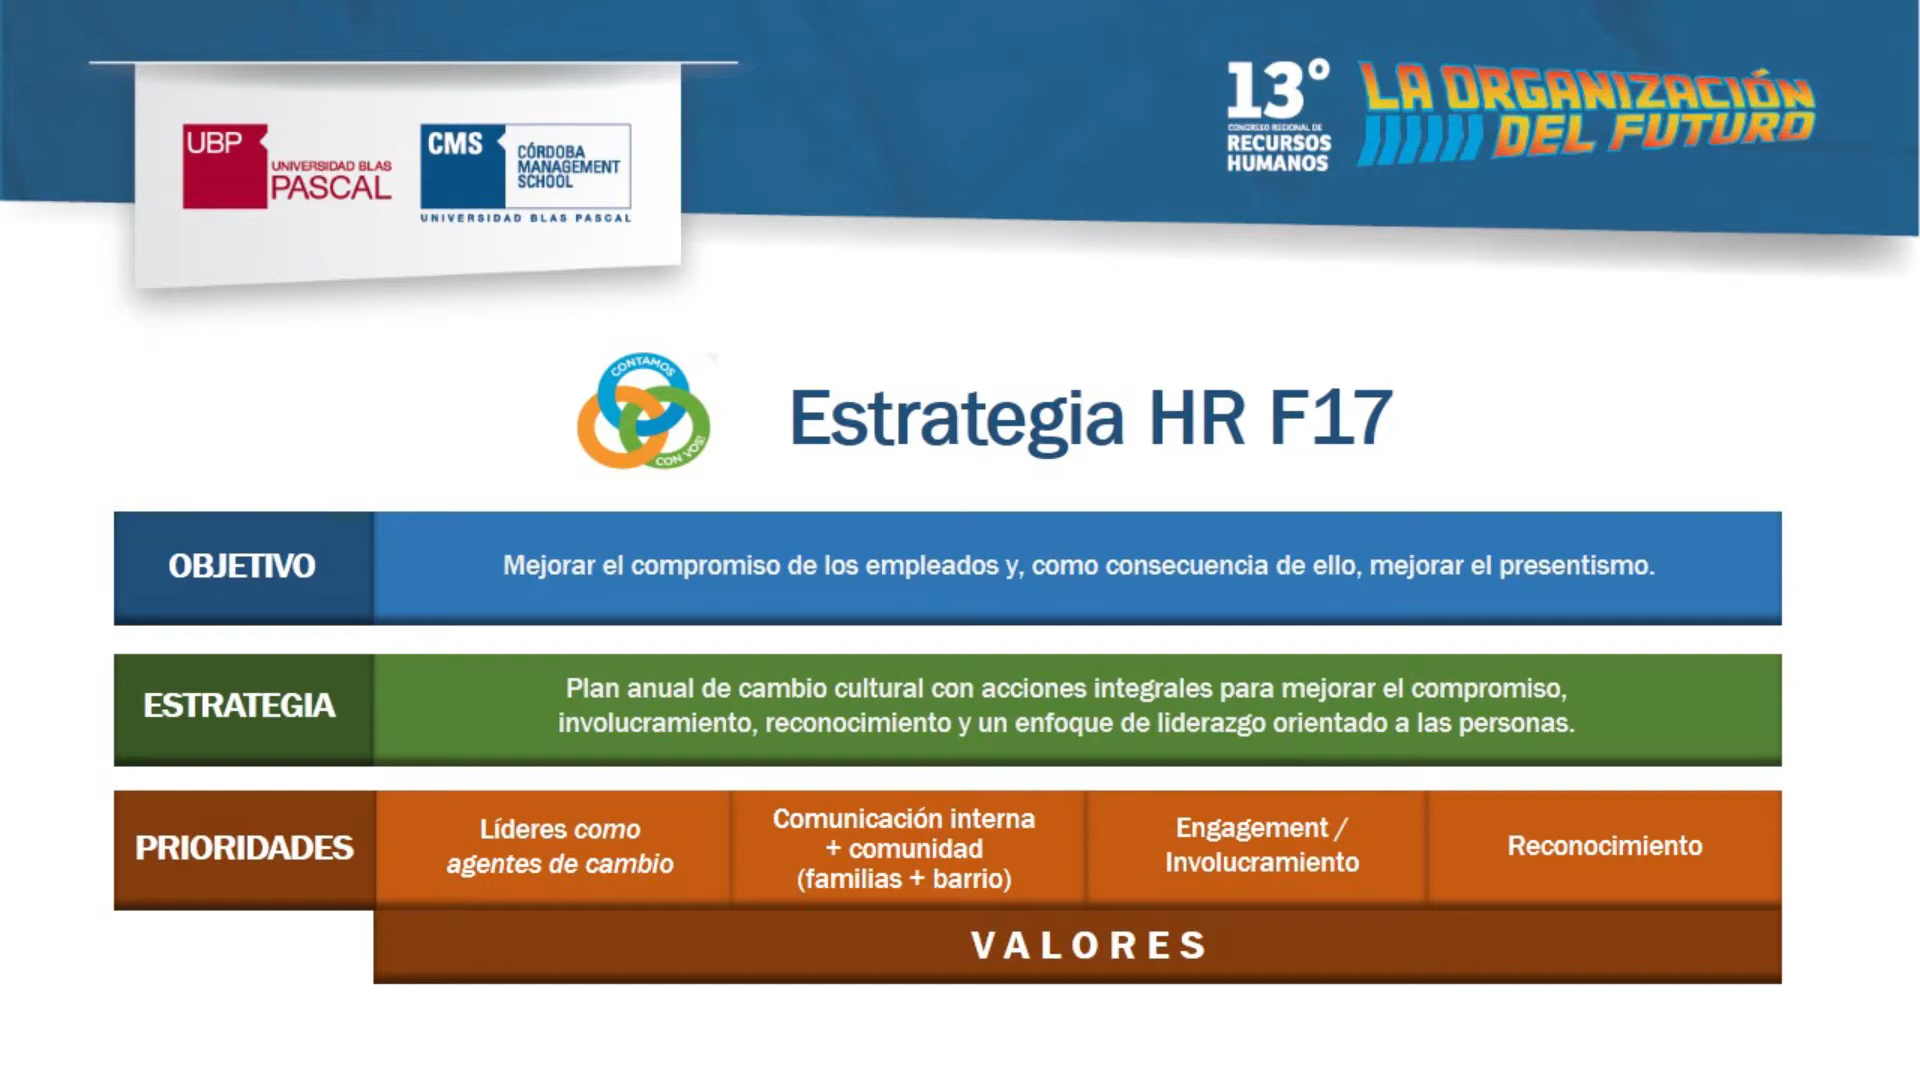 UBP
UNIVERSIDAD BLAS
PASCAL
CMS
CÓRDOBA
MANAGEMENT
SCHOOL
UNIVERSIDAD BLAS PASCAL
13°
CONGRESO REGIONAL DE
RECURSOS
HUMANOS
LA ORGANIZACIÓN
DEL FUTURO
CONTAMOS
CON VOS!
Estrategia HR F17
OBJETIVO
Mejorar el compromiso de los empleados y, como consecuencia de ello, mejorar el presentismo.
ESTRATEGIA
Plan anual de cambio cultural con acciones integrales para mejorar el compromiso,
involucramiento, reconocimiento y un enfoque de liderazgo orientado a las personas.
PRIORIDADES
Líderes como
agentes de cambio
Comunicación interna
+ comunidad
(familias + barrio)
Engagement /
Involucramiento
Reconocimiento
VALORES